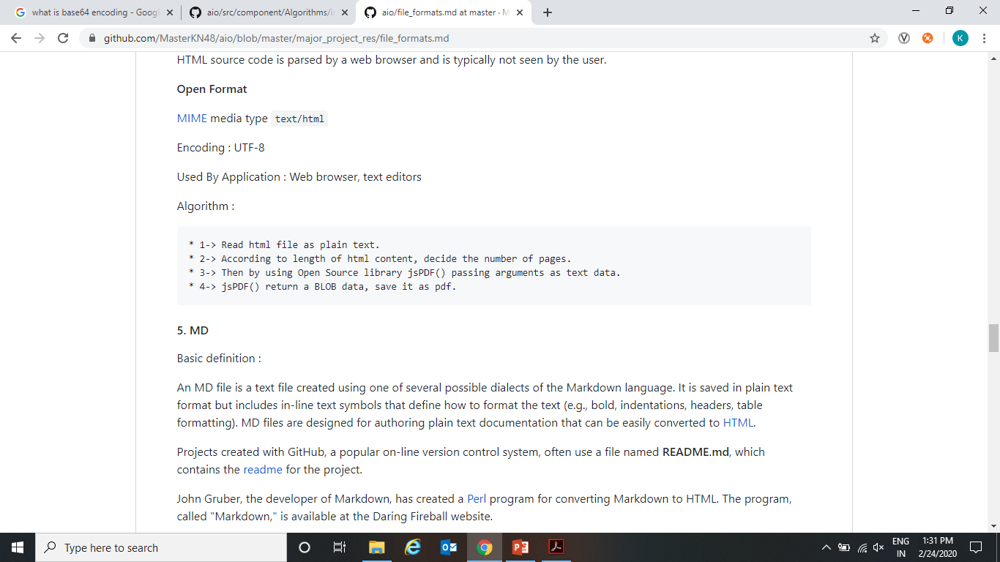 what is base64 encoding - Goog
aio/src/component/Algorithms/i
aio/file_formats.md at master · M
github.com/MasterKN48/aio/blob/master/major_project_res/file_formats.md
K
HTML source code is parsed by a web browser and is typically not seen by the user.
Open Format
MIME media type text/html
Encoding : UTF-8
Used By Application : Web browser, text editors
Algorithm :
* 1-> Read html file as plain text.
* 2-> According to length of html content, decide the number of pages.
* 3-> Then by using Open Source library jsPDF() passing arguments as text data.
* 4-> jsPDF() return a BLOB data, save it as pdf.
5. MD
Basic definition :
An MD file is a text file created using one of several possible dialects of the Markdown language. It is saved in plain text
format but includes in-line text symbols that define how to format the text (e.g., bold, indentations, headers, table
formatting). MD files are designed for authoring plain text documentation that can be easily converted to HTML.
Projects created with GitHub, a popular on-line version control system, often use a file named README.md, which
contains the readme for the project.
John Gruber, the developer of Markdown, has created a Perl program for converting Markdown to HTML. The program,
called "Markdown," is available at the Daring Fireball website.
Type here to search
ENG
IN
1:31 PM
2/24/2020